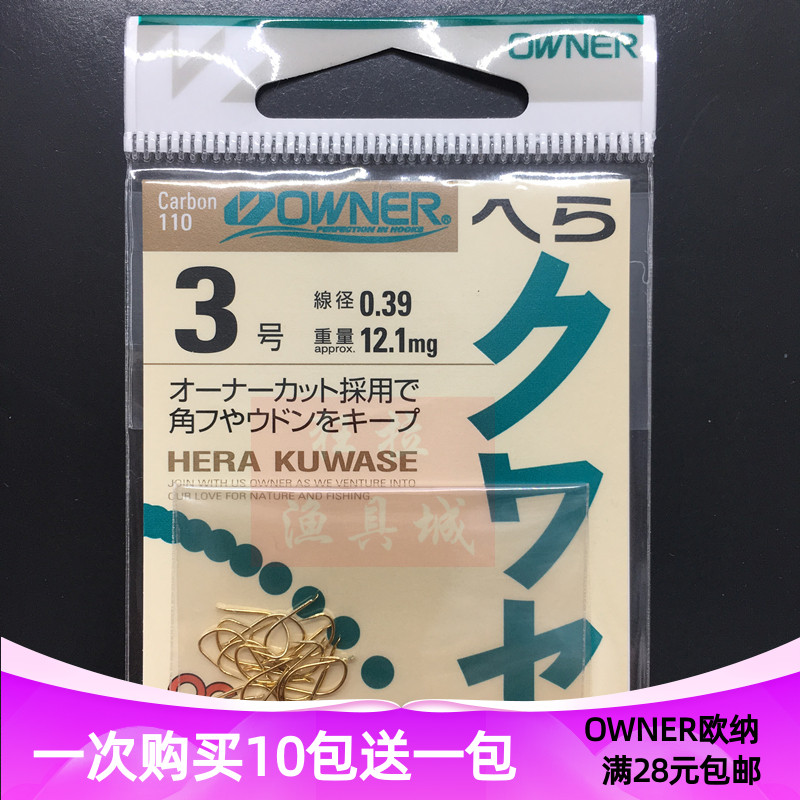 OWNER
Carbon
110
OWNER®
PERFECTION IN HOOKS
へら
クワセ
3号
線径 0.39
重量 approx. 12.1mg
オーナーカット採用で
角フやウドンをキープ
HERA KUWASE
JOIN WITH US OWNER AS WE VENTURE INTO
OUR LOVE FOR NATURE AND FISHING.
渔具城
一次购买10包送一包
OWNER欧纳
满28元包邮